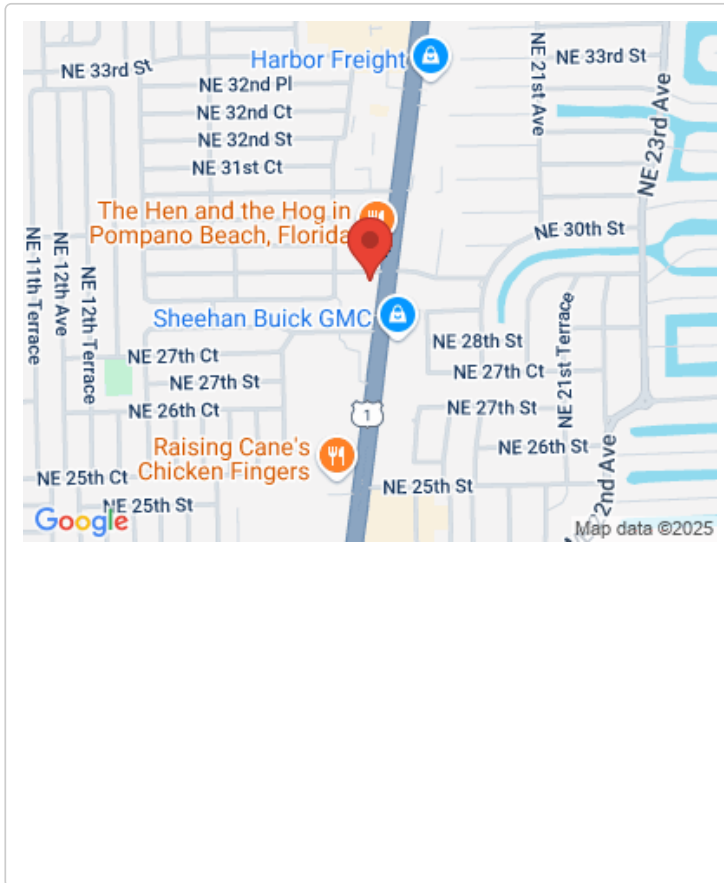 Harbor Freight
NE 33rd St
NE 33rd St
NE 32nd Pl
NE 32nd Ct
NE 32nd St
NE 31st Ct
NE 21st Ave
NE 23rd Ave
The Hen and the Hog in
Pompano Beach, Florida
NE 30th St
NE 11th Terrace
NE 12th Ave
NE 12th Terrace
Sheehan Buick GMC
NE 28th St
NE 21st Terrace
NE 27th Ct
NE 27th Ct
NE 27th St
NE 26th Ct
NE 27th St
1
Raising Cane's
Chicken Fingers
NE 26th St
NE 25th Ct
NE 25th St
NE 25th St
22nd Ave
Google
Map data ©2025